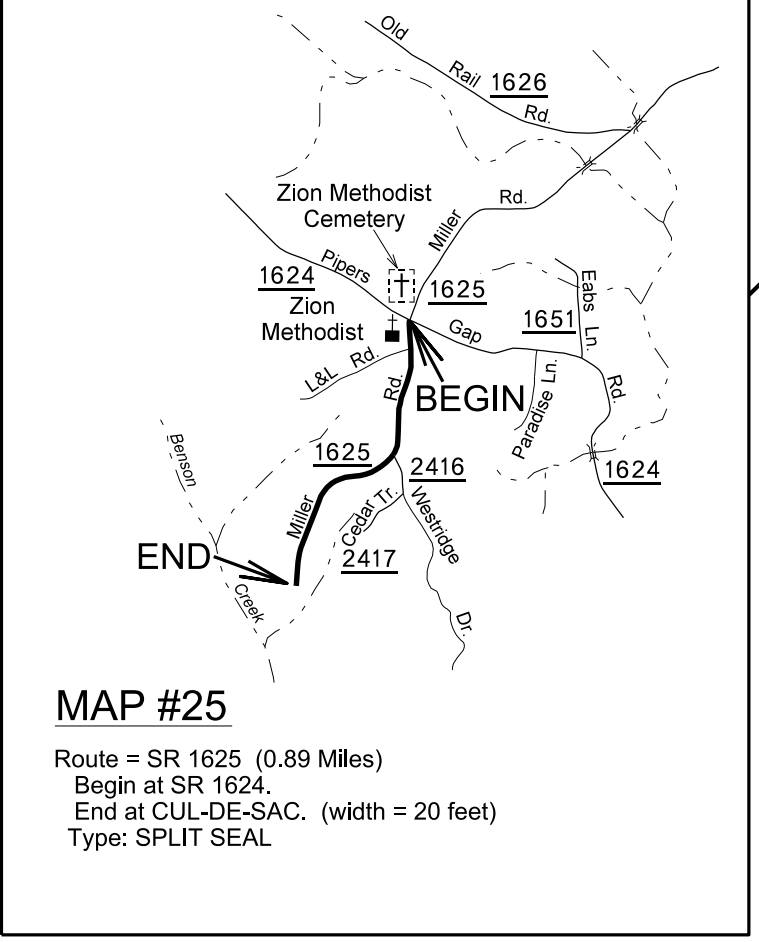 Old
Rail
1626
Rd.
Zion Methodist
Cemetery
Miller
Rd.
Pipers
1624
1625
Zion
Methodist
Gap
1651
Eabs Ln.
L&L Rd.
Rd.
BEGIN
Paradise Ln.
Rd.
1625
2416
1624
Benson
Miller
Cedar Tr.
Westridge
END
2417
Creek
Dr.
MAP #25
Route = SR 1625 (0.89 Miles)
Begin at SR 1624.
End at CUL-DE-SAC. (width = 20 feet)
Type: SPLIT SEAL